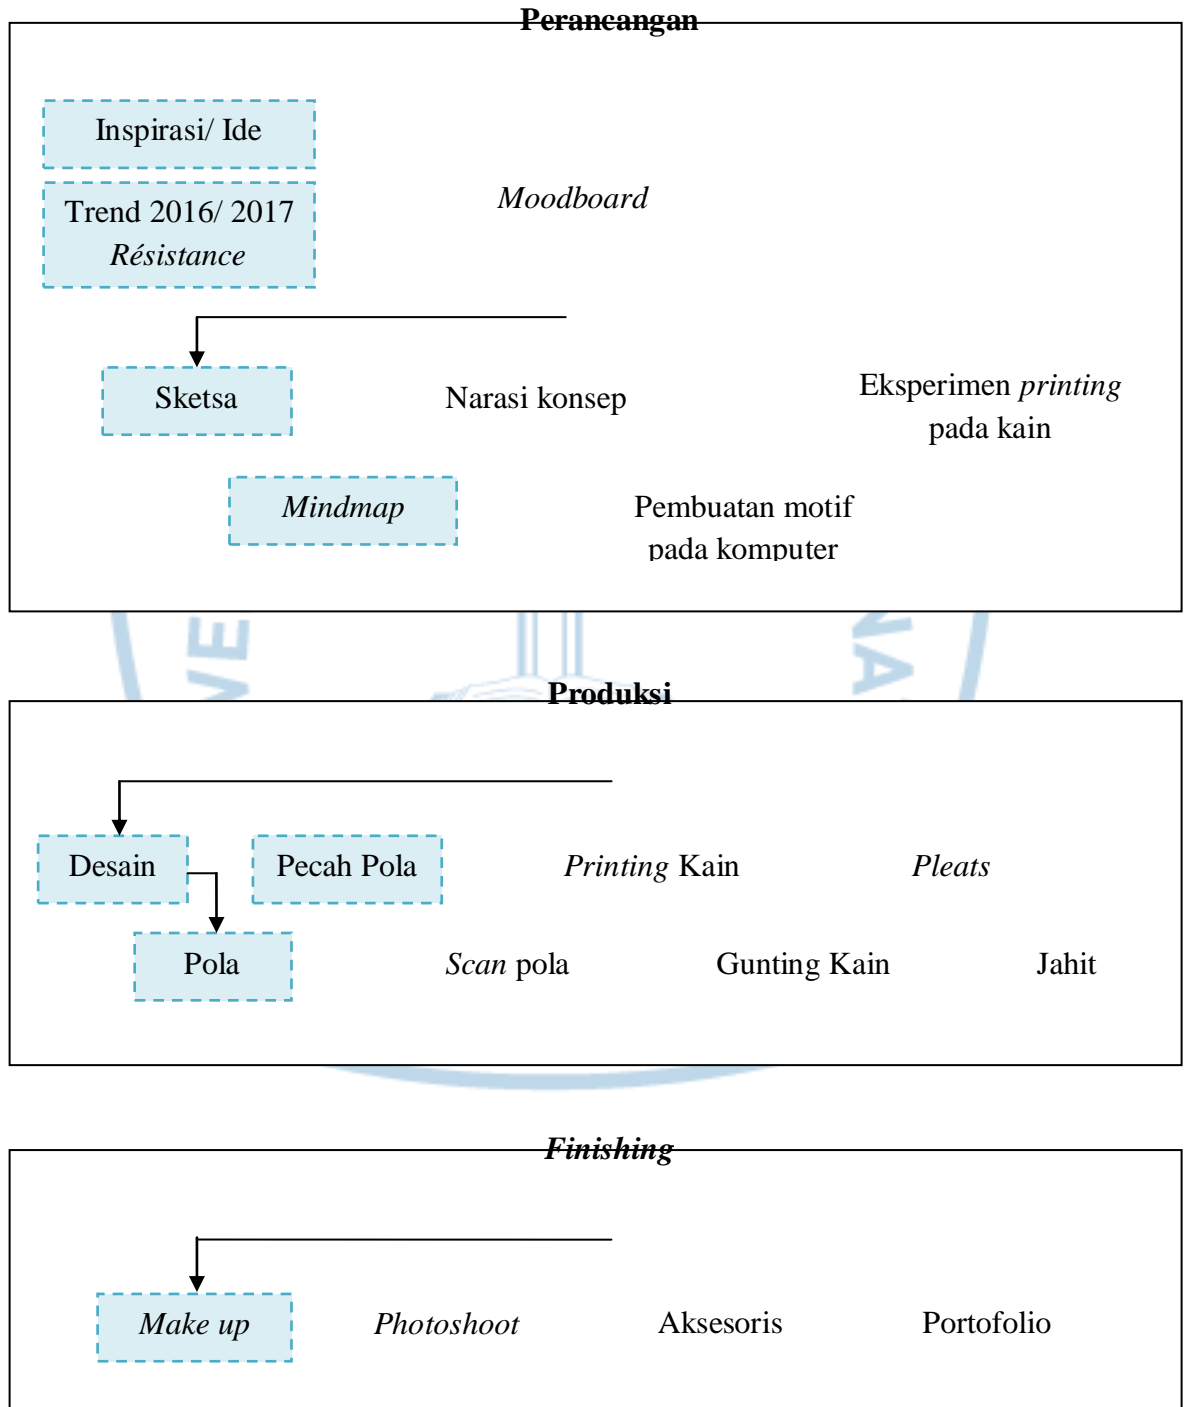 Perancangan
Inspirasi/ Ide
Trend 2016/ 2017
Résistance
Moodboard
Sketsa
Narasi konsep
Eksperimen printing
pada kain
Mindmap
Pembuatan motif
pada komputer
Produksi
Desain
Pecah Pola
Printing Kain
Pleats
Pola
Scan pola
Gunting Kain
Jahit
Finishing
Make up
Photoshoot
Aksesoris
Portofolio